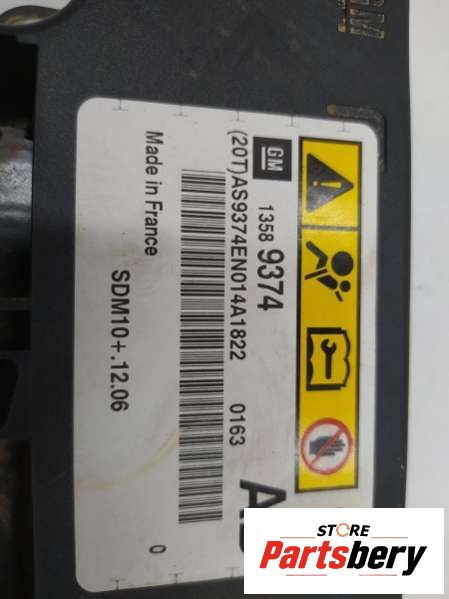 GM
1358 9374
(20T)AS9374EN014A1822 0163
Made in France
SDM10+.12.06
0
STORE
Partsbery